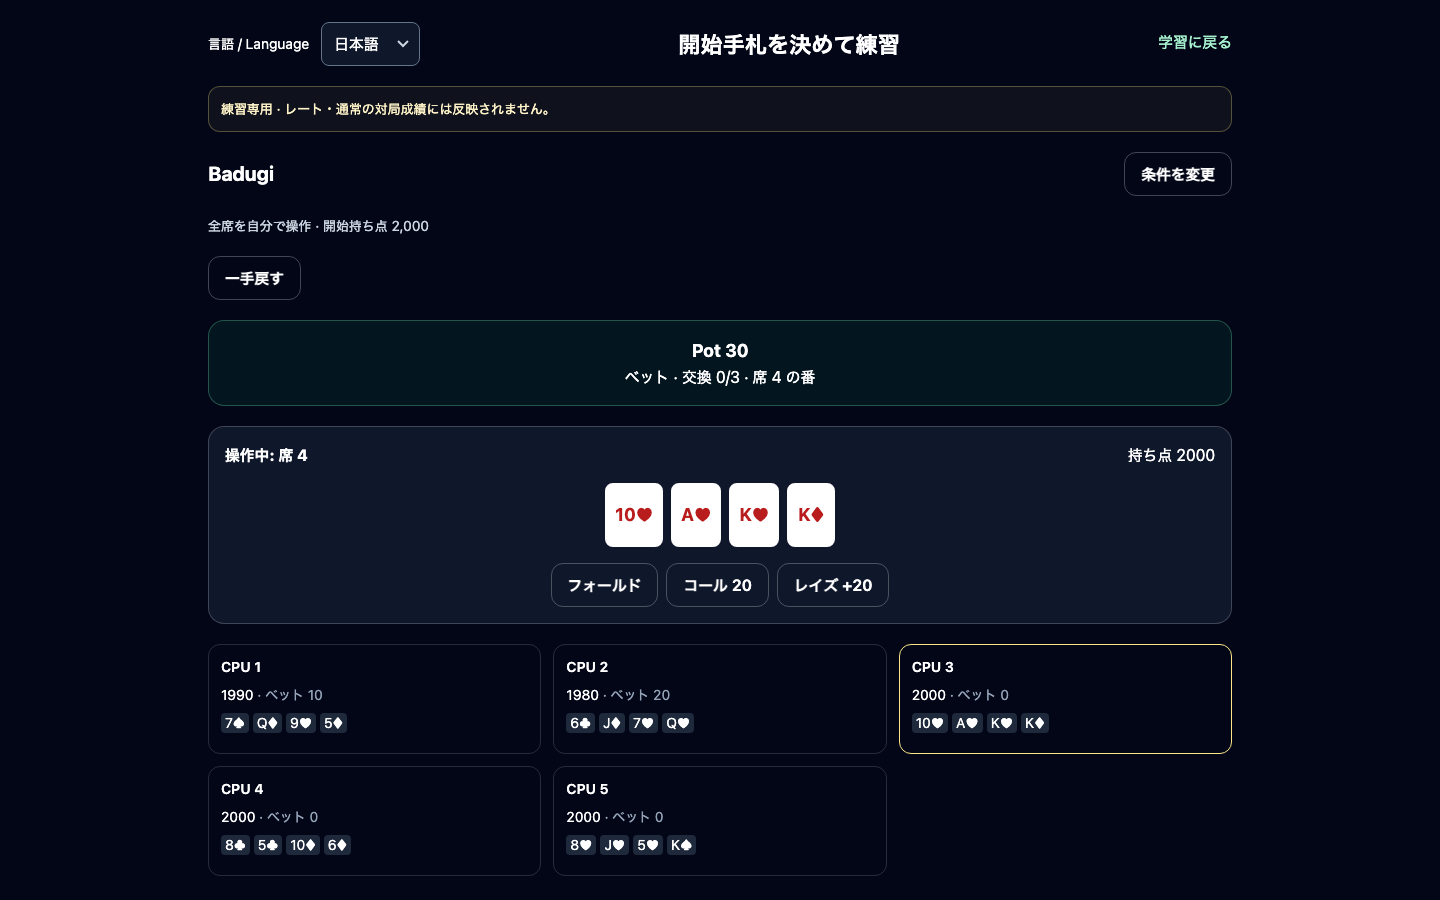 言語 / Language
日本語
開始手札を決めて練習
学習に戻る
練習専用 · レート・通常の対局成績には反映されません。
Badugi
条件を変更
全席を自分で操作 · 開始持ち点 2,000
一手戻す
Pot 30
ベット · 交換 0/3 · 席 4 の番
操作中: 席 4
持ち点 2000
10♥ A♥ K♥ K♦
フォールド コール 20 レイズ +20
CPU 1
1990 · ベット 10
7♠ Q♦ 9♥ 5♦
CPU 2
1980 · ベット 20
6♣ J♦ 7♥ Q♥
CPU 3
2000 · ベット 0
10♥ A♥ K♥ K♦
CPU 4
2000 · ベット 0
8♣ 5♣ 10♦ 6♦
CPU 5
2000 · ベット 0
8♥ J♥ 5♥ K♠